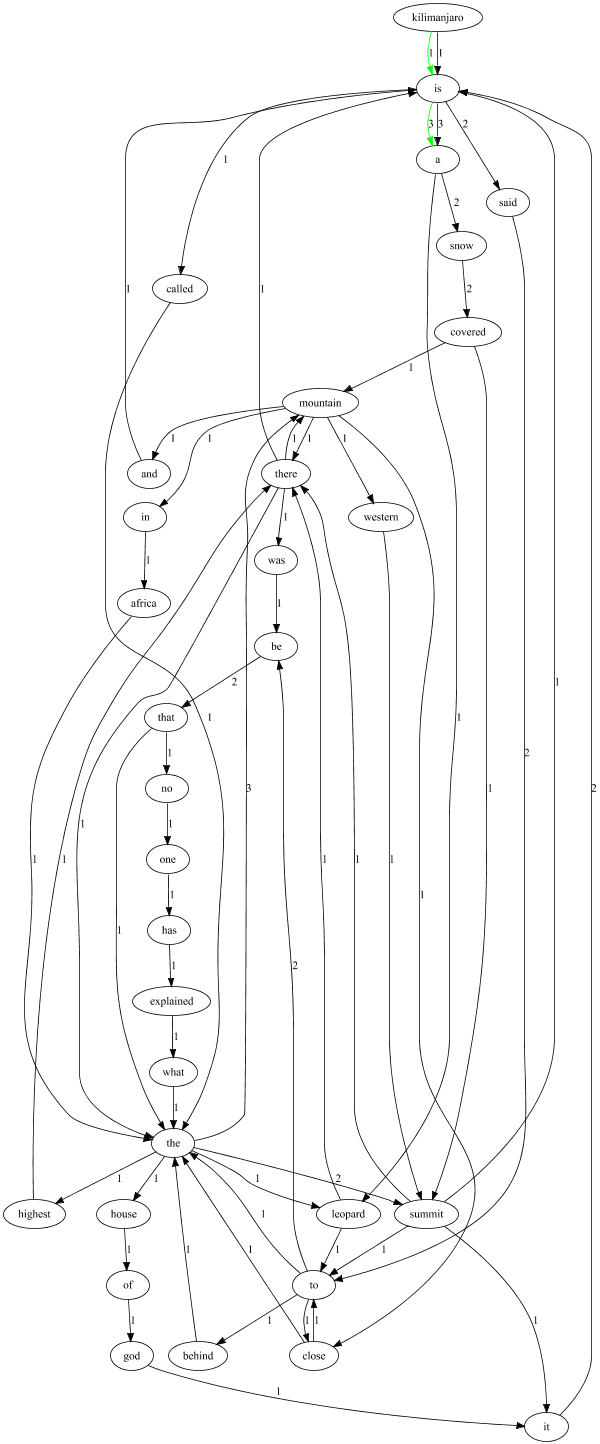 kilimanjaro
1 1
is
3 3 2
a
1
said
2
snow
2
called
covered
1
mountain
1 1 1 1 1
1 1
and
there
in
western
1
1
was
africa
1
be
2
that
1
1
no
1
one
1 1 1 1 1 1 2
has
1
explained
2
1
what
1
3
1
the
1 1 1 2
highest
house
leopard
summit
1 1 1 1 1
of
to
1
1 1 1
god
behind
close
1
it
2